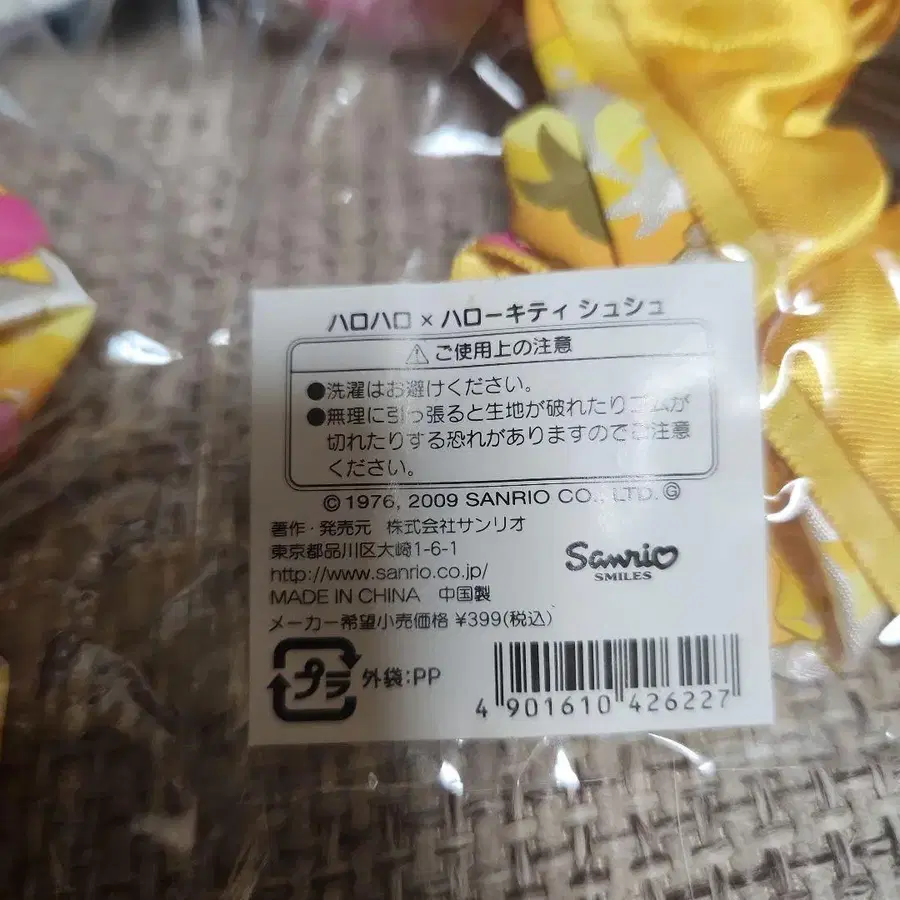 ハロハロ × ハローキティ シュシュ
⚠ ご使用上の注意
●洗濯はお避けください。
●無理に引っ張ると生地が破れたりゴムが
切れたりする恐れがありますのでご注意
ください。
© 1976, 2009 SANRIO CO., LTD. Ⓖ
著作・発売元 株式会社サンリオ
東京都品川区大崎1-6-1
http://www.sanrio.co.jp/
MADE IN CHINA 中国製
メーカー希望小売価格 ¥399(税込)
Sanrio
SMILES
プラ 外袋:PP
4 901610 426227